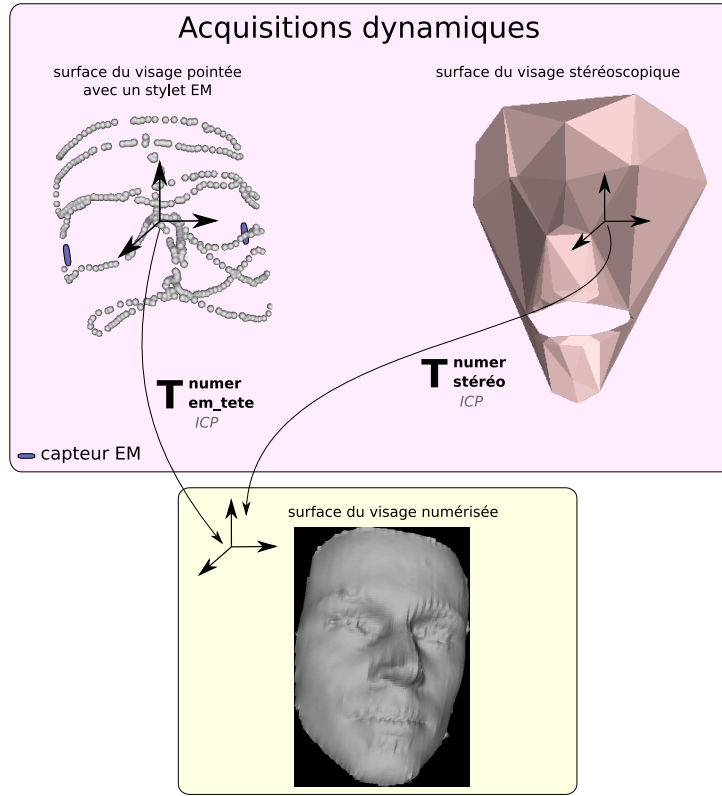 Acquisitions dynamiques
surface du visage pointée
avec un stylet EM
surface du visage stéréoscopique
T numer
em_tete
ICP
T numer
stéréo
ICP
capteur EM
surface du visage numérisée